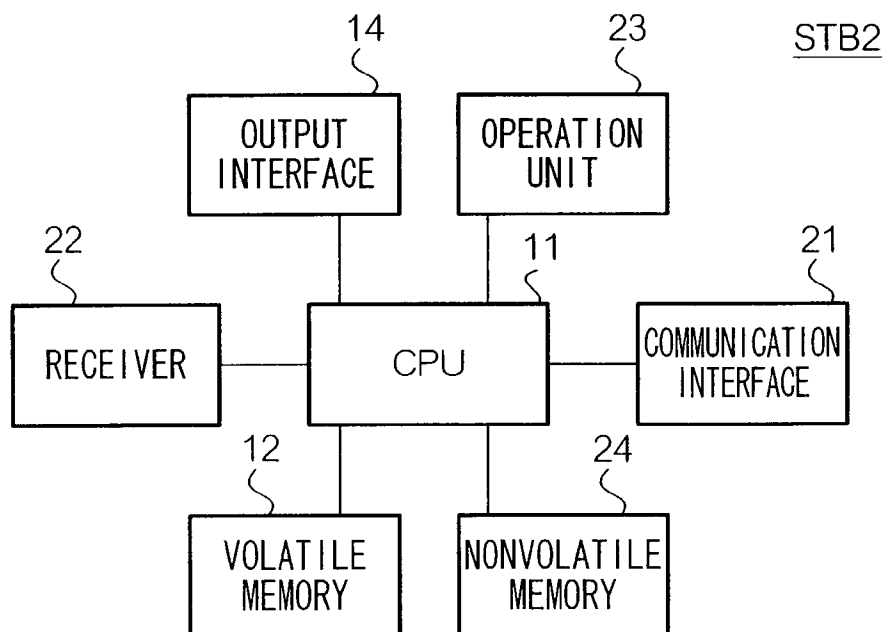 14
23
STB2
OUTPUT
INTERFACE
OPERATION
UNIT
22
11
21
RECEIVER
CPU
COMMUNICATION
INTERFACE
12
24
VOLATILE
MEMORY
NONVOLATILE
MEMORY